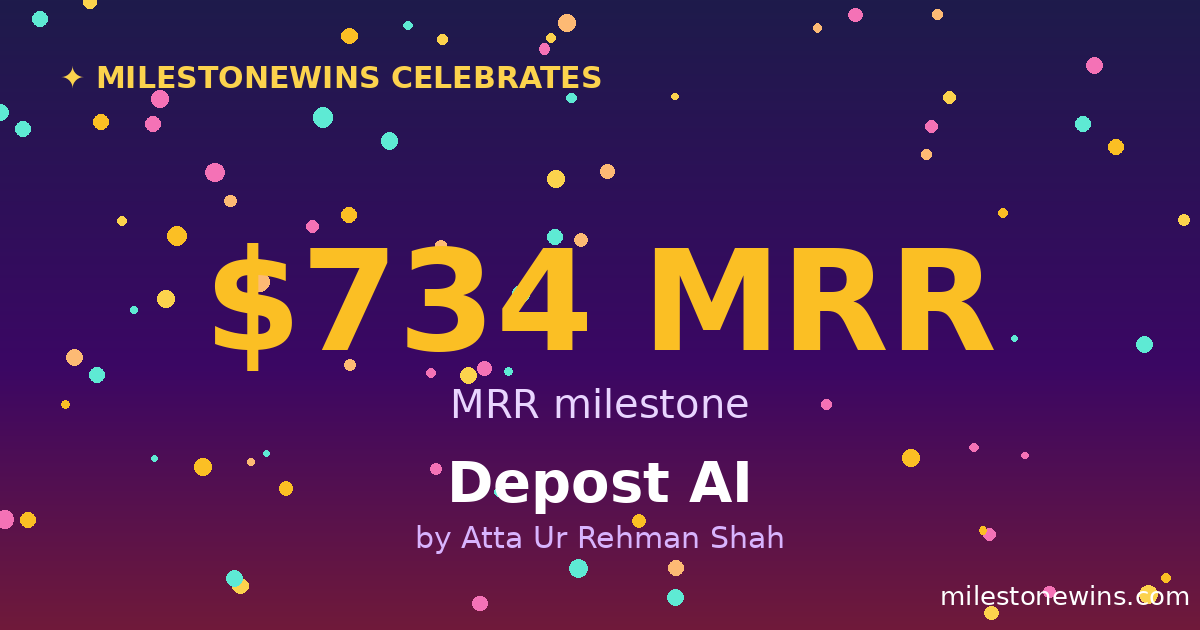 ✦ MILESTONEWINS CELEBRATES
$734 MRR
MRR milestone
Depost AI
by Atta Ur Rehman Shah
milestonewins.com